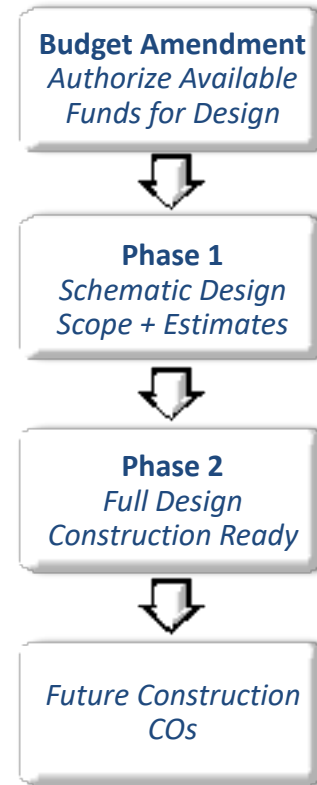 Budget Amendment
Authorize Available
Funds for Design
Phase 1
Schematic Design
Scope + Estimates
Phase 2
Full Design
Construction Ready
Future Construction
COs